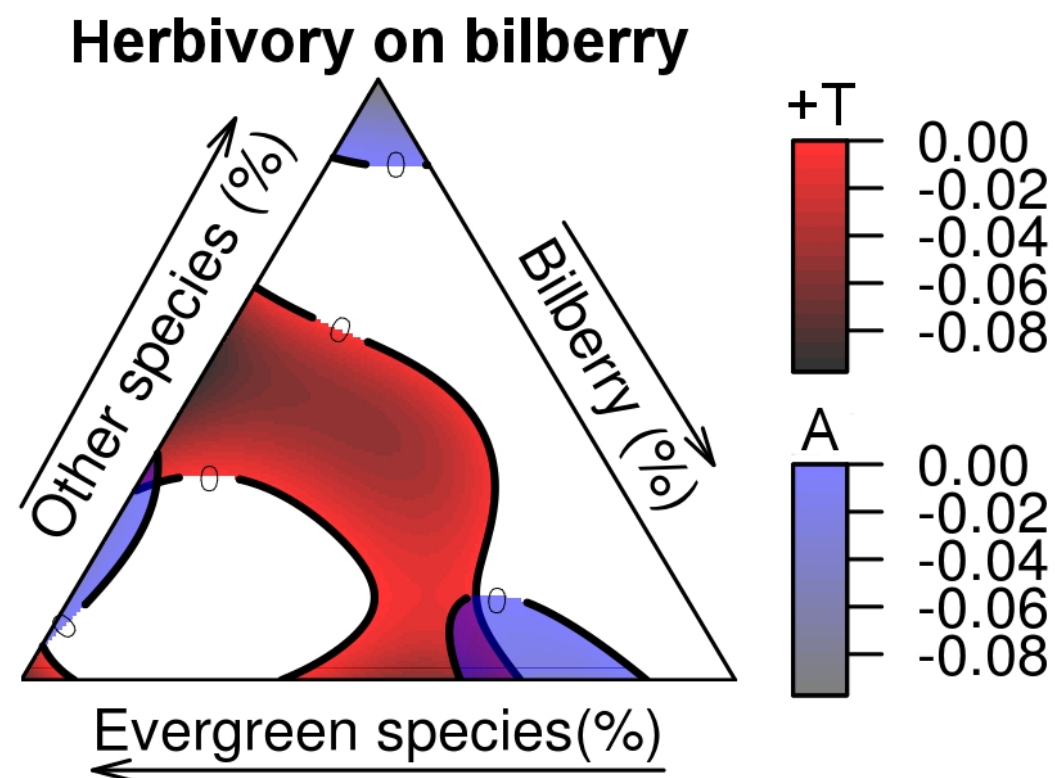 Herbivory on bilberry
Other species (%)
Bilberry (%)
Evergreen species(%)
0
0
0
0
0
+T
0.00
-0.02
-0.04
-0.06
-0.08
A
0.00
-0.02
-0.04
-0.06
-0.08